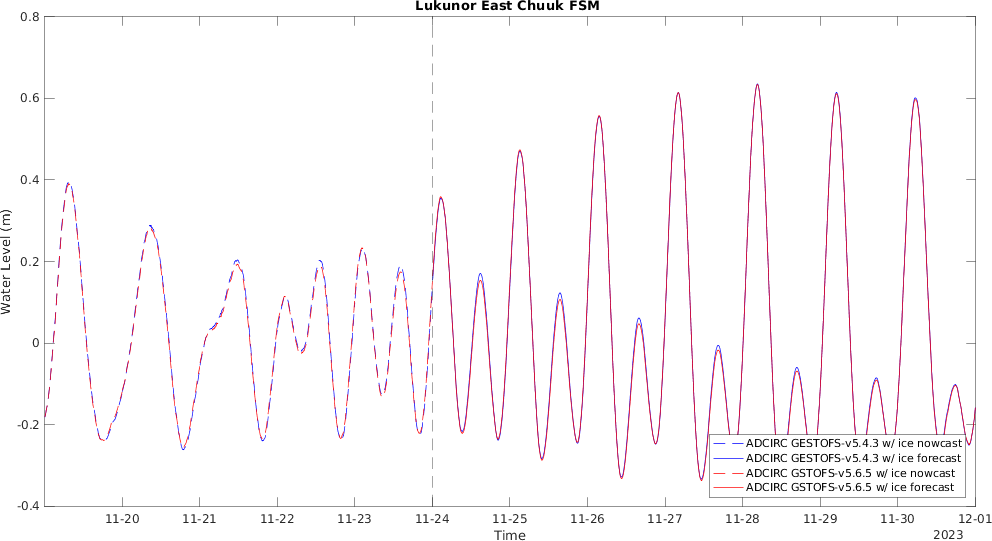 Lukunor East Chuuk FSM
0.8
0.6
0.4
0.2
0
-0.2
-0.4
Water Level (m)
ADCIRC GESTOFS-v5.4.3 w/ ice nowcast
ADCIRC GESTOFS-v5.4.3 w/ ice forecast
ADCIRC GSTOFS-v5.6.5 w/ ice nowcast
ADCIRC GSTOFS-v5.6.5 w/ ice forecast
11-20 11-21 11-22 11-23 11-24 11-25 11-26 11-27 11-28 11-29 11-30 12-01
Time
2023